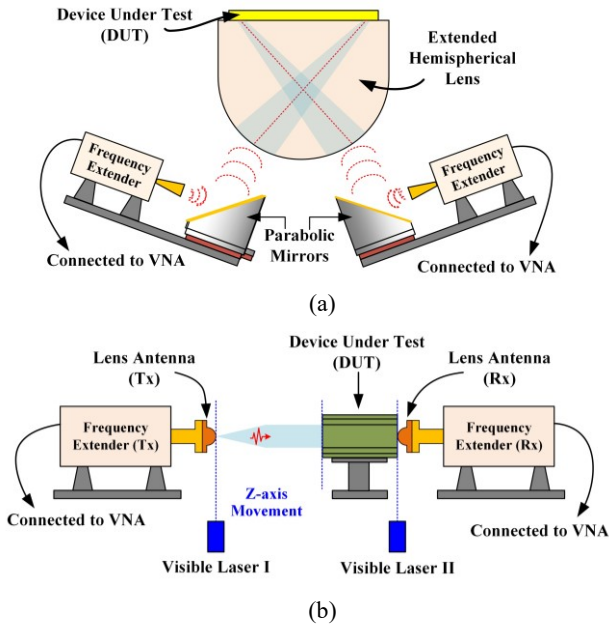 Device Under Test
(DUT)
Extended
Hemispherical
Lens
Frequency
Extender
Frequency
Extender
Parabolic
Mirrors
Connected to VNA
Connected to VNA
(a)
Device Under Test
(DUT)
Lens Antenna
(Tx)
Lens Antenna
(Rx)
Frequency
Extender (Tx)
Frequency
Extender (Rx)
Z-axis
Movement
Connected to VNA
Connected to VNA
Visible Laser I
Visible Laser II
(b)